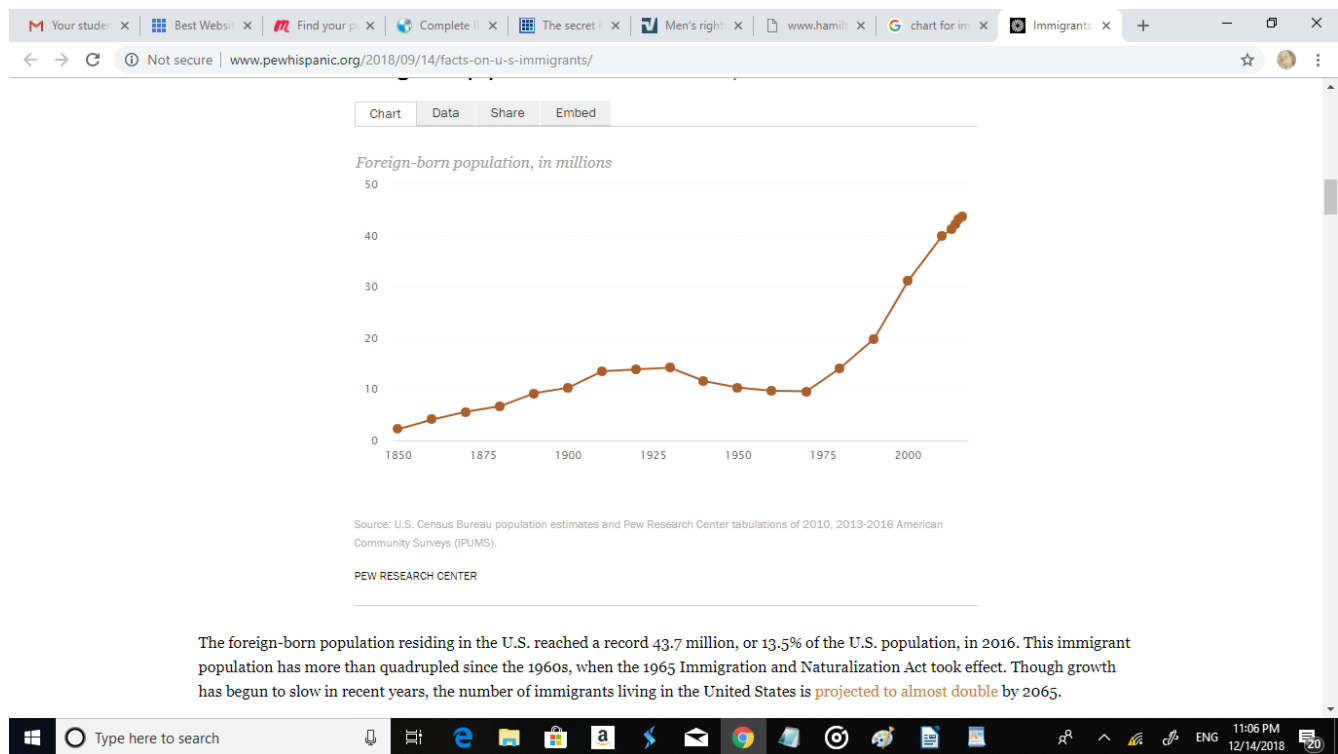 Your studen
Best Websit
Find your p
Complete
The secret
Men's right
www.hamilt
chart for im
Immigrants
Not secure | www.pewhispanic.org/2018/09/14/facts-on-u-s-immigrants/
Chart Data Share Embed
Foreign-born population, in millions
50
40
30
20
10
0
1850 1875 1900 1925 1950 1975 2000
Source: U.S. Census Bureau population estimates and Pew Research Center tabulations of 2010, 2013-2016 American
Community Surveys (IPUMS).
PEW RESEARCH CENTER
The foreign-born population residing in the U.S. reached a record 43.7 million, or 13.5% of the U.S. population, in 2016. This immigrant
population has more than quadrupled since the 1960s, when the 1965 Immigration and Naturalization Act took effect. Though growth
has begun to slow in recent years, the number of immigrants living in the United States is projected to almost double by 2065.
Type here to search
ENG
11:06 PM
12/14/2018
20